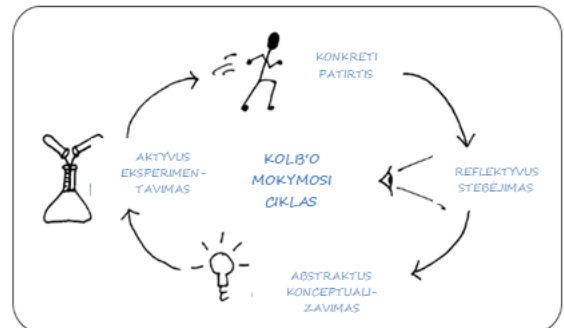 KONKRETI
PATIRTIS
AKTYVUS
EKSPERIMEN-
TAVIMAS
KOLB'O
MOKYMOSI
CIKLAS
REFLEKTYVUS
STEBĖJIMAS
ABSTRAKTUS
KONCEPTUALI-
ZAVIMAS